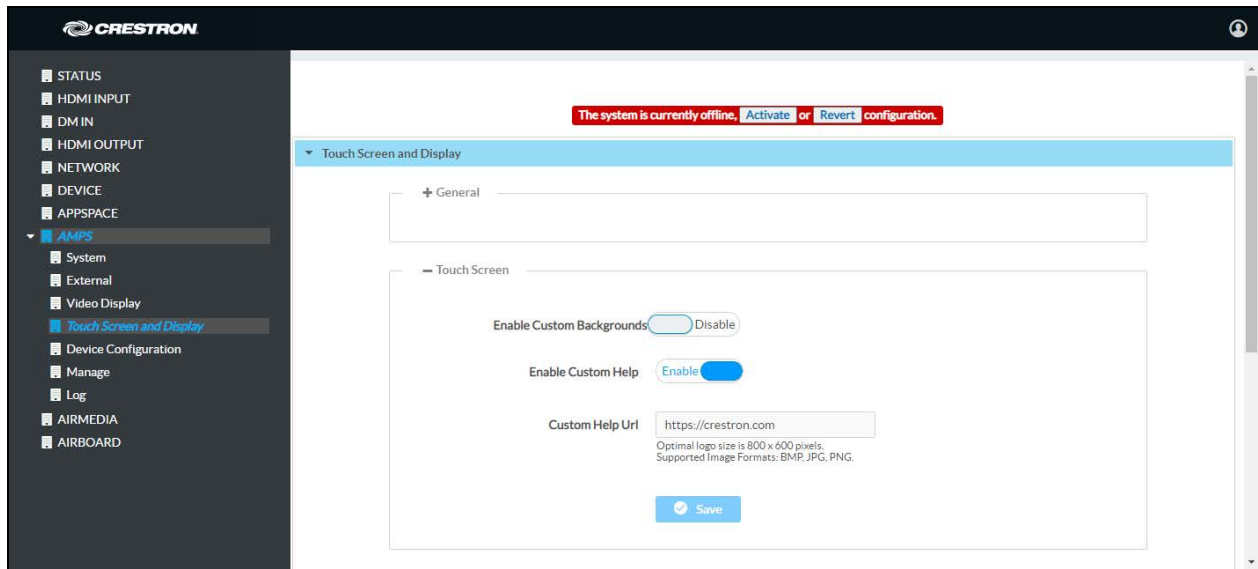 CRESTRON
STATUS
HDMI INPUT
DM IN
HDMI OUTPUT
NETWORK
DEVICE
APPSPACE
AMPS
System
External
Video Display
Touch Screen and Display
Device Configuration
Manage
Log
AIRMEDIA
AIRBOARD
The system is currently offline, Activate or Revert configuration.
Touch Screen and Display
General
Touch Screen
Enable Custom Backgrounds Disable
Enable Custom Help Enable
Custom Help Url https://crestron.com
Optimal logo size is 800 x 600 pixels.
Supported Image Formats: BMP, JPG, PNG.
Save